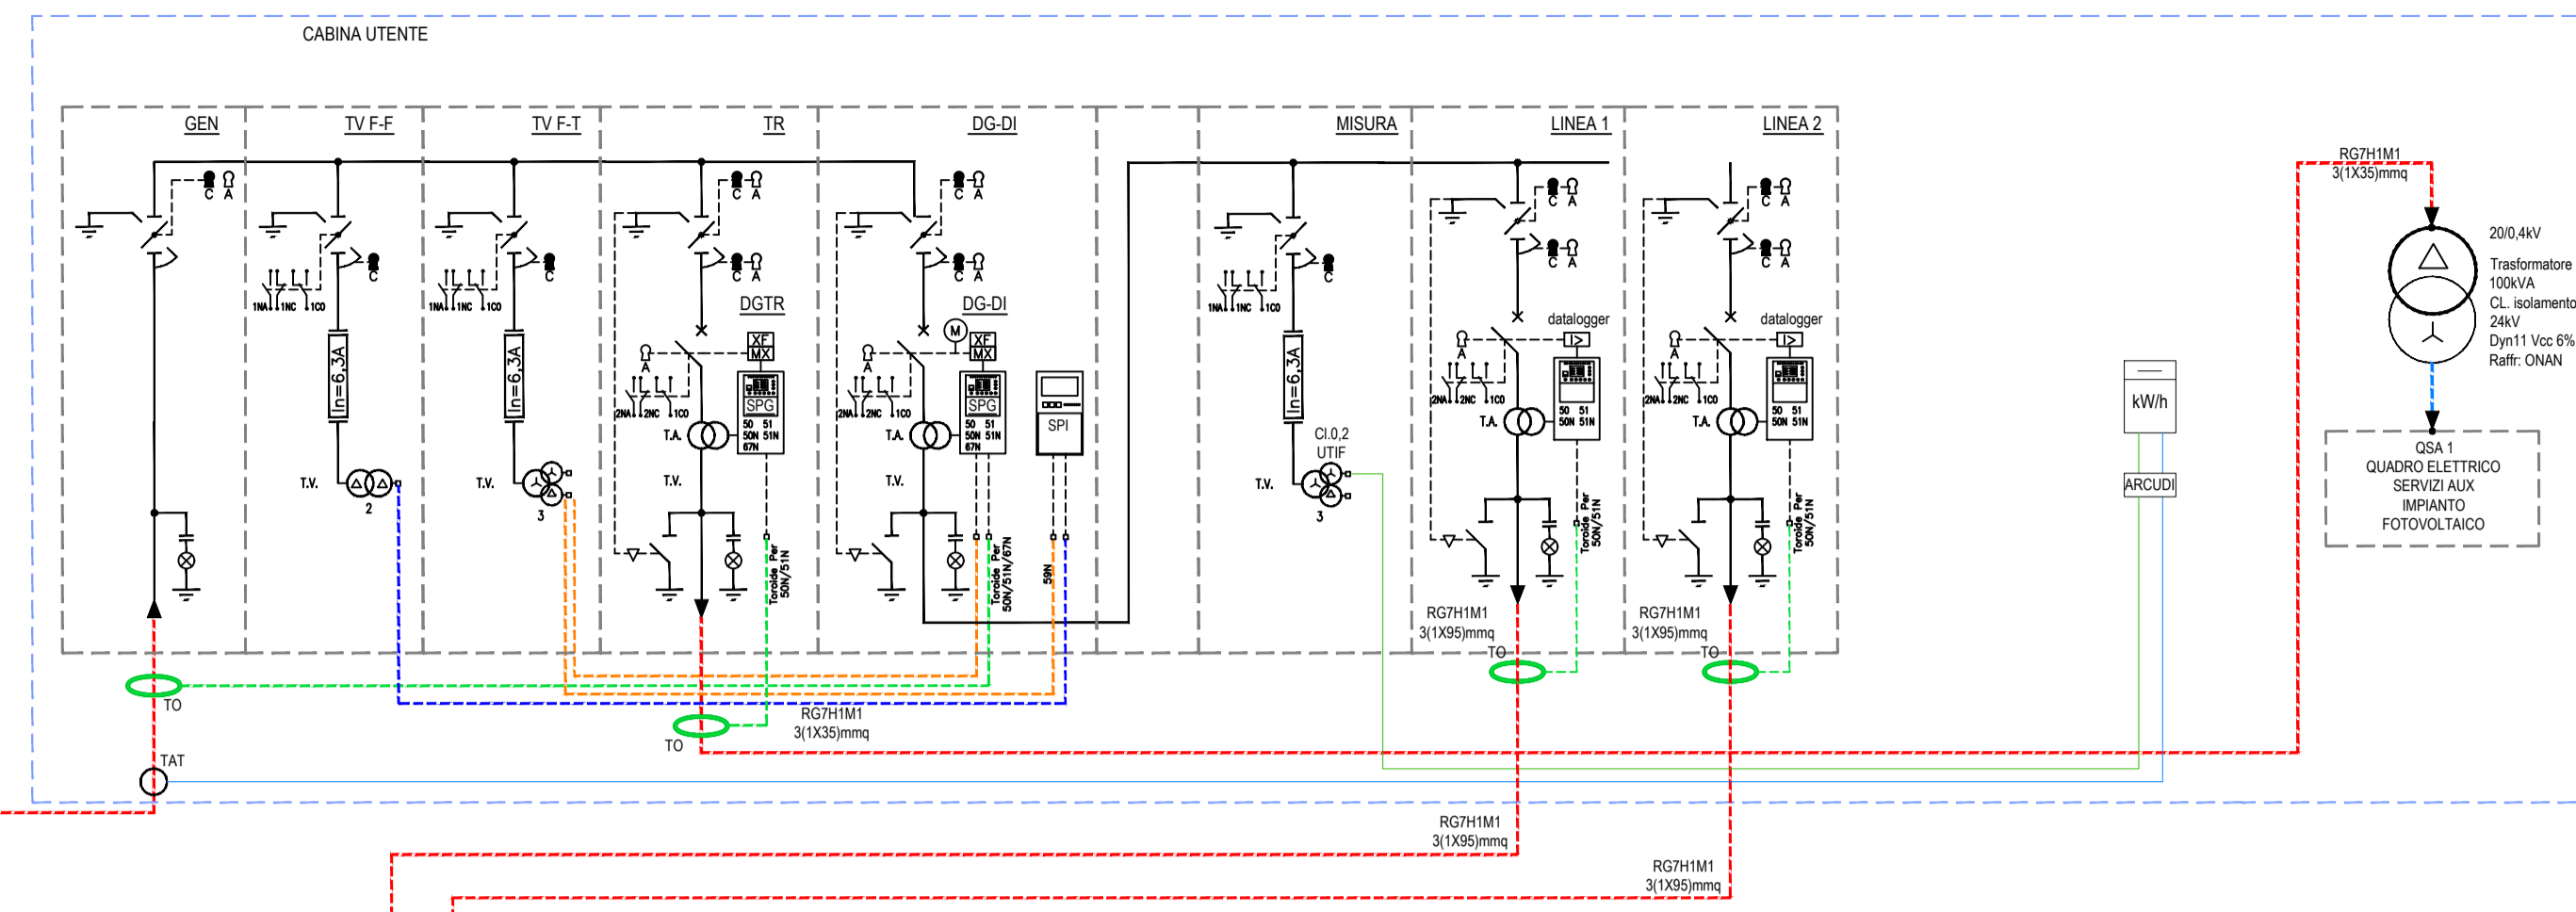 CABINA UTENTE
GEN
TV F-F
TV F-T
TR
DG-DI
MISURA
LINEA 1
LINEA 2
C A
C
1NA 1NC 1C0
In=6,3A
T.V.
2
C
1NA 1NC 1C0
In=6,3A
T.V.
3
C A
C A
DGTR
XF
MX
A
2NA 2NC 1C0
SPG
50 51
50N 51N
67N
T.A.
T.V.
Toroide Per
50N/51N
C A
C A
DG-DI
M
XF
MX
A
2NA 2NC 1C0
SPG
50 51
50N 51N
67N
T.A.
T.V.
Toroide Per
50N/51N/67N
SPI
59N
C
1NA 1NC 1C0
In=6,3A
Cl.0,2
UTIF
T.V.
3
C A
C A
datalogger
I>
A
2NA 2NC 1C0
50 51
50N 51N
T.A.
Toroide Per
50N/51N
RG7H1M1
3(1X95)mmq
TO
C A
C A
datalogger
I>
A
2NA 2NC 1C0
50 51
50N 51N
T.A.
Toroide Per
50N/51N
RG7H1M1
3(1X95)mmq
TO
TO
TAT
TO
RG7H1M1
3(1X35)mmq
RG7H1M1
3(1X95)mmq
RG7H1M1
3(1X95)mmq
kW/h
ARCUDI
RG7H1M1
3(1X35)mmq
20/0,4kV
Trasformatore
100kVA
CL. isolamento
24kV
Dyn11 Vcc 6%
Raffr: ONAN
QSA 1
QUADRO ELETTRICO
SERVIZI AUX
IMPIANTO
FOTOVOLTAICO